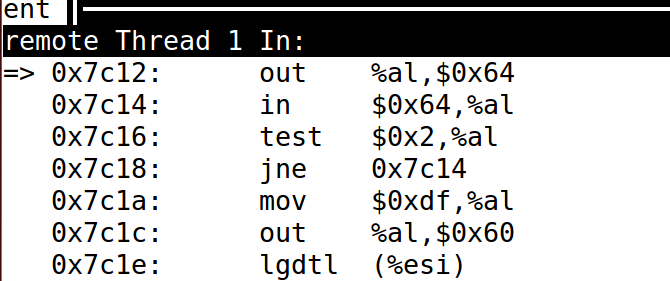 ent
remote Thread 1 In:
=> 0x7c12:      out    %al,$0x64
   0x7c14:      in     $0x64,%al
   0x7c16:      test   $0x2,%al
   0x7c18:      jne    0x7c14
   0x7c1a:      mov    $0xdf,%al
   0x7c1c:      out    %al,$0x60
   0x7c1e:      lgdtl  (%esi)